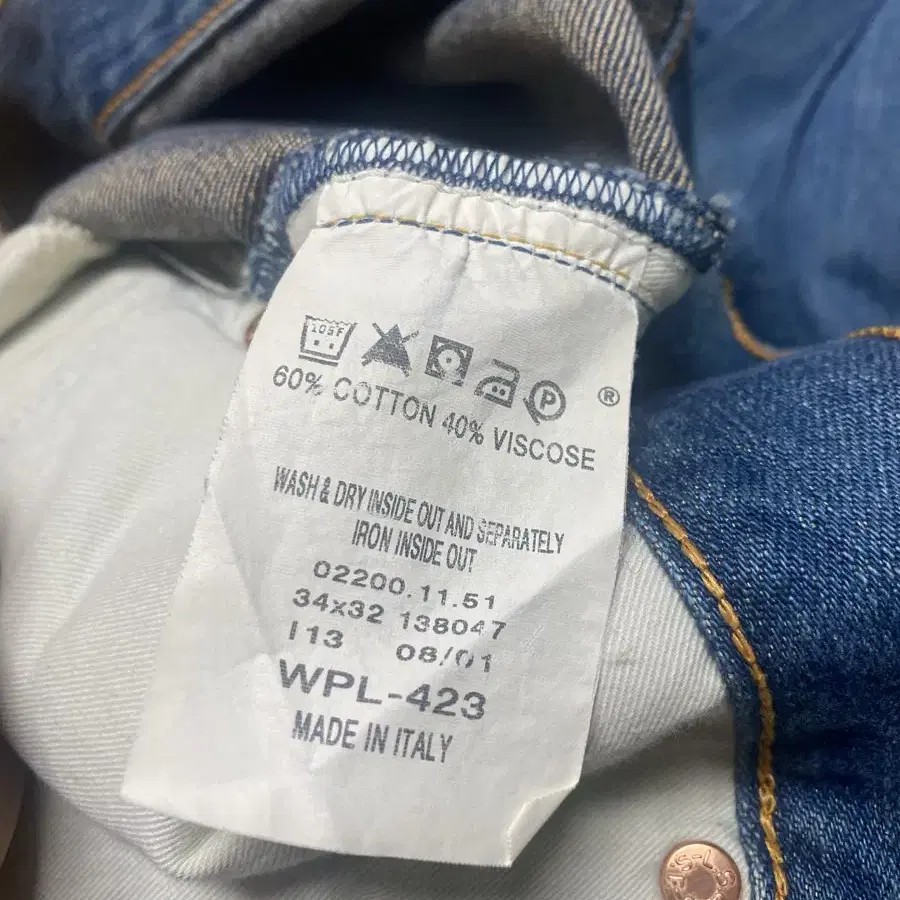 105F
P
®
60% COTTON 40% VISCOSE
WASH & DRY INSIDE OUT AND SEPARATELY
IRON INSIDE OUT
02200.11.51
34x32 138047
I13 08/01
WPL-423
MADE IN ITALY